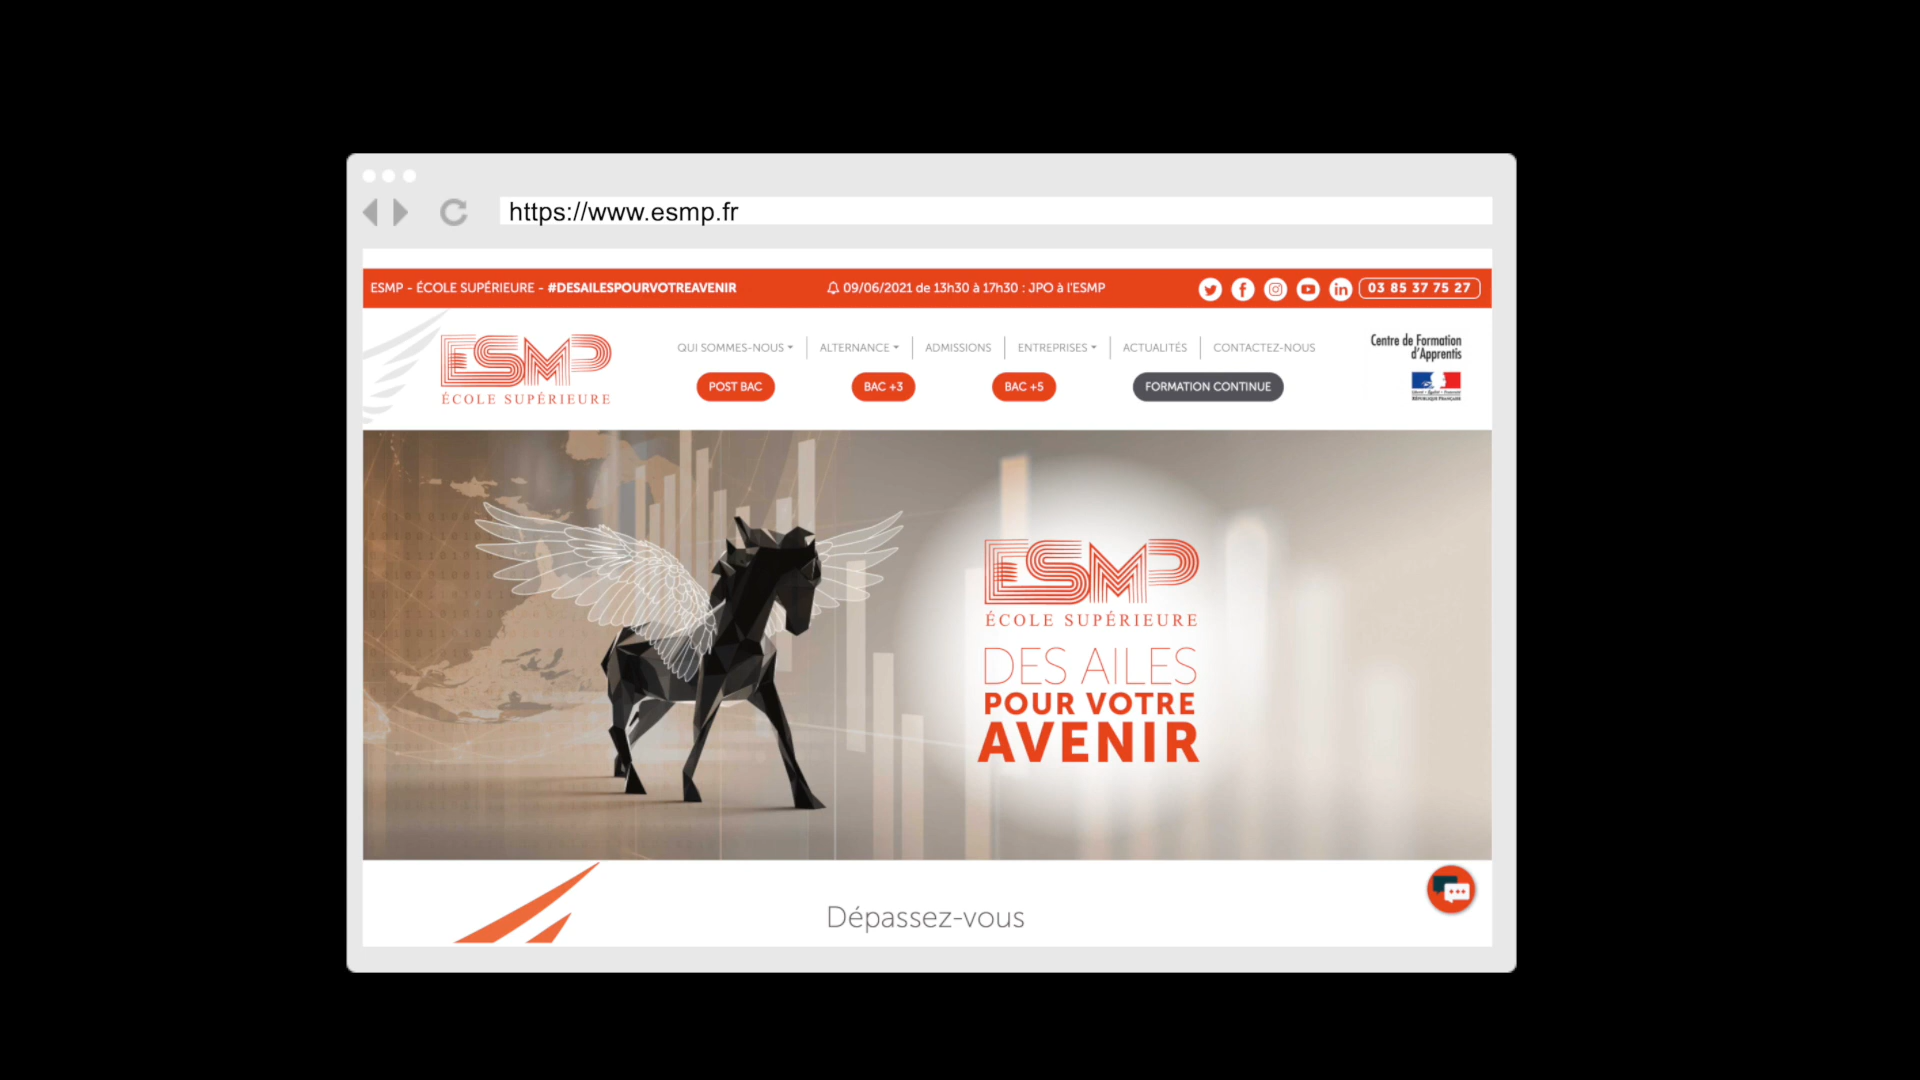 https://www.esmp.fr
ESMP - ÉCOLE SUPÉRIEURE - #DESAILESPOURVOTREAVENIR
09/06/2021 de 13h30 à 17h30 : JPO à l'ESMP
03 85 37 75 27
ESMP
ÉCOLE SUPÉRIEURE
QUI SOMMES-NOUS
ALTERNANCE
ADMISSIONS
ENTREPRISES
ACTUALITÉS
CONTACTEZ-NOUS
POST BAC
BAC +3
BAC +5
FORMATION CONTINUE
Centre de Formation
d'Apprentis
ESMP
ÉCOLE SUPÉRIEURE
DES AILES
POUR VOTRE
AVENIR
Dépassez-vous